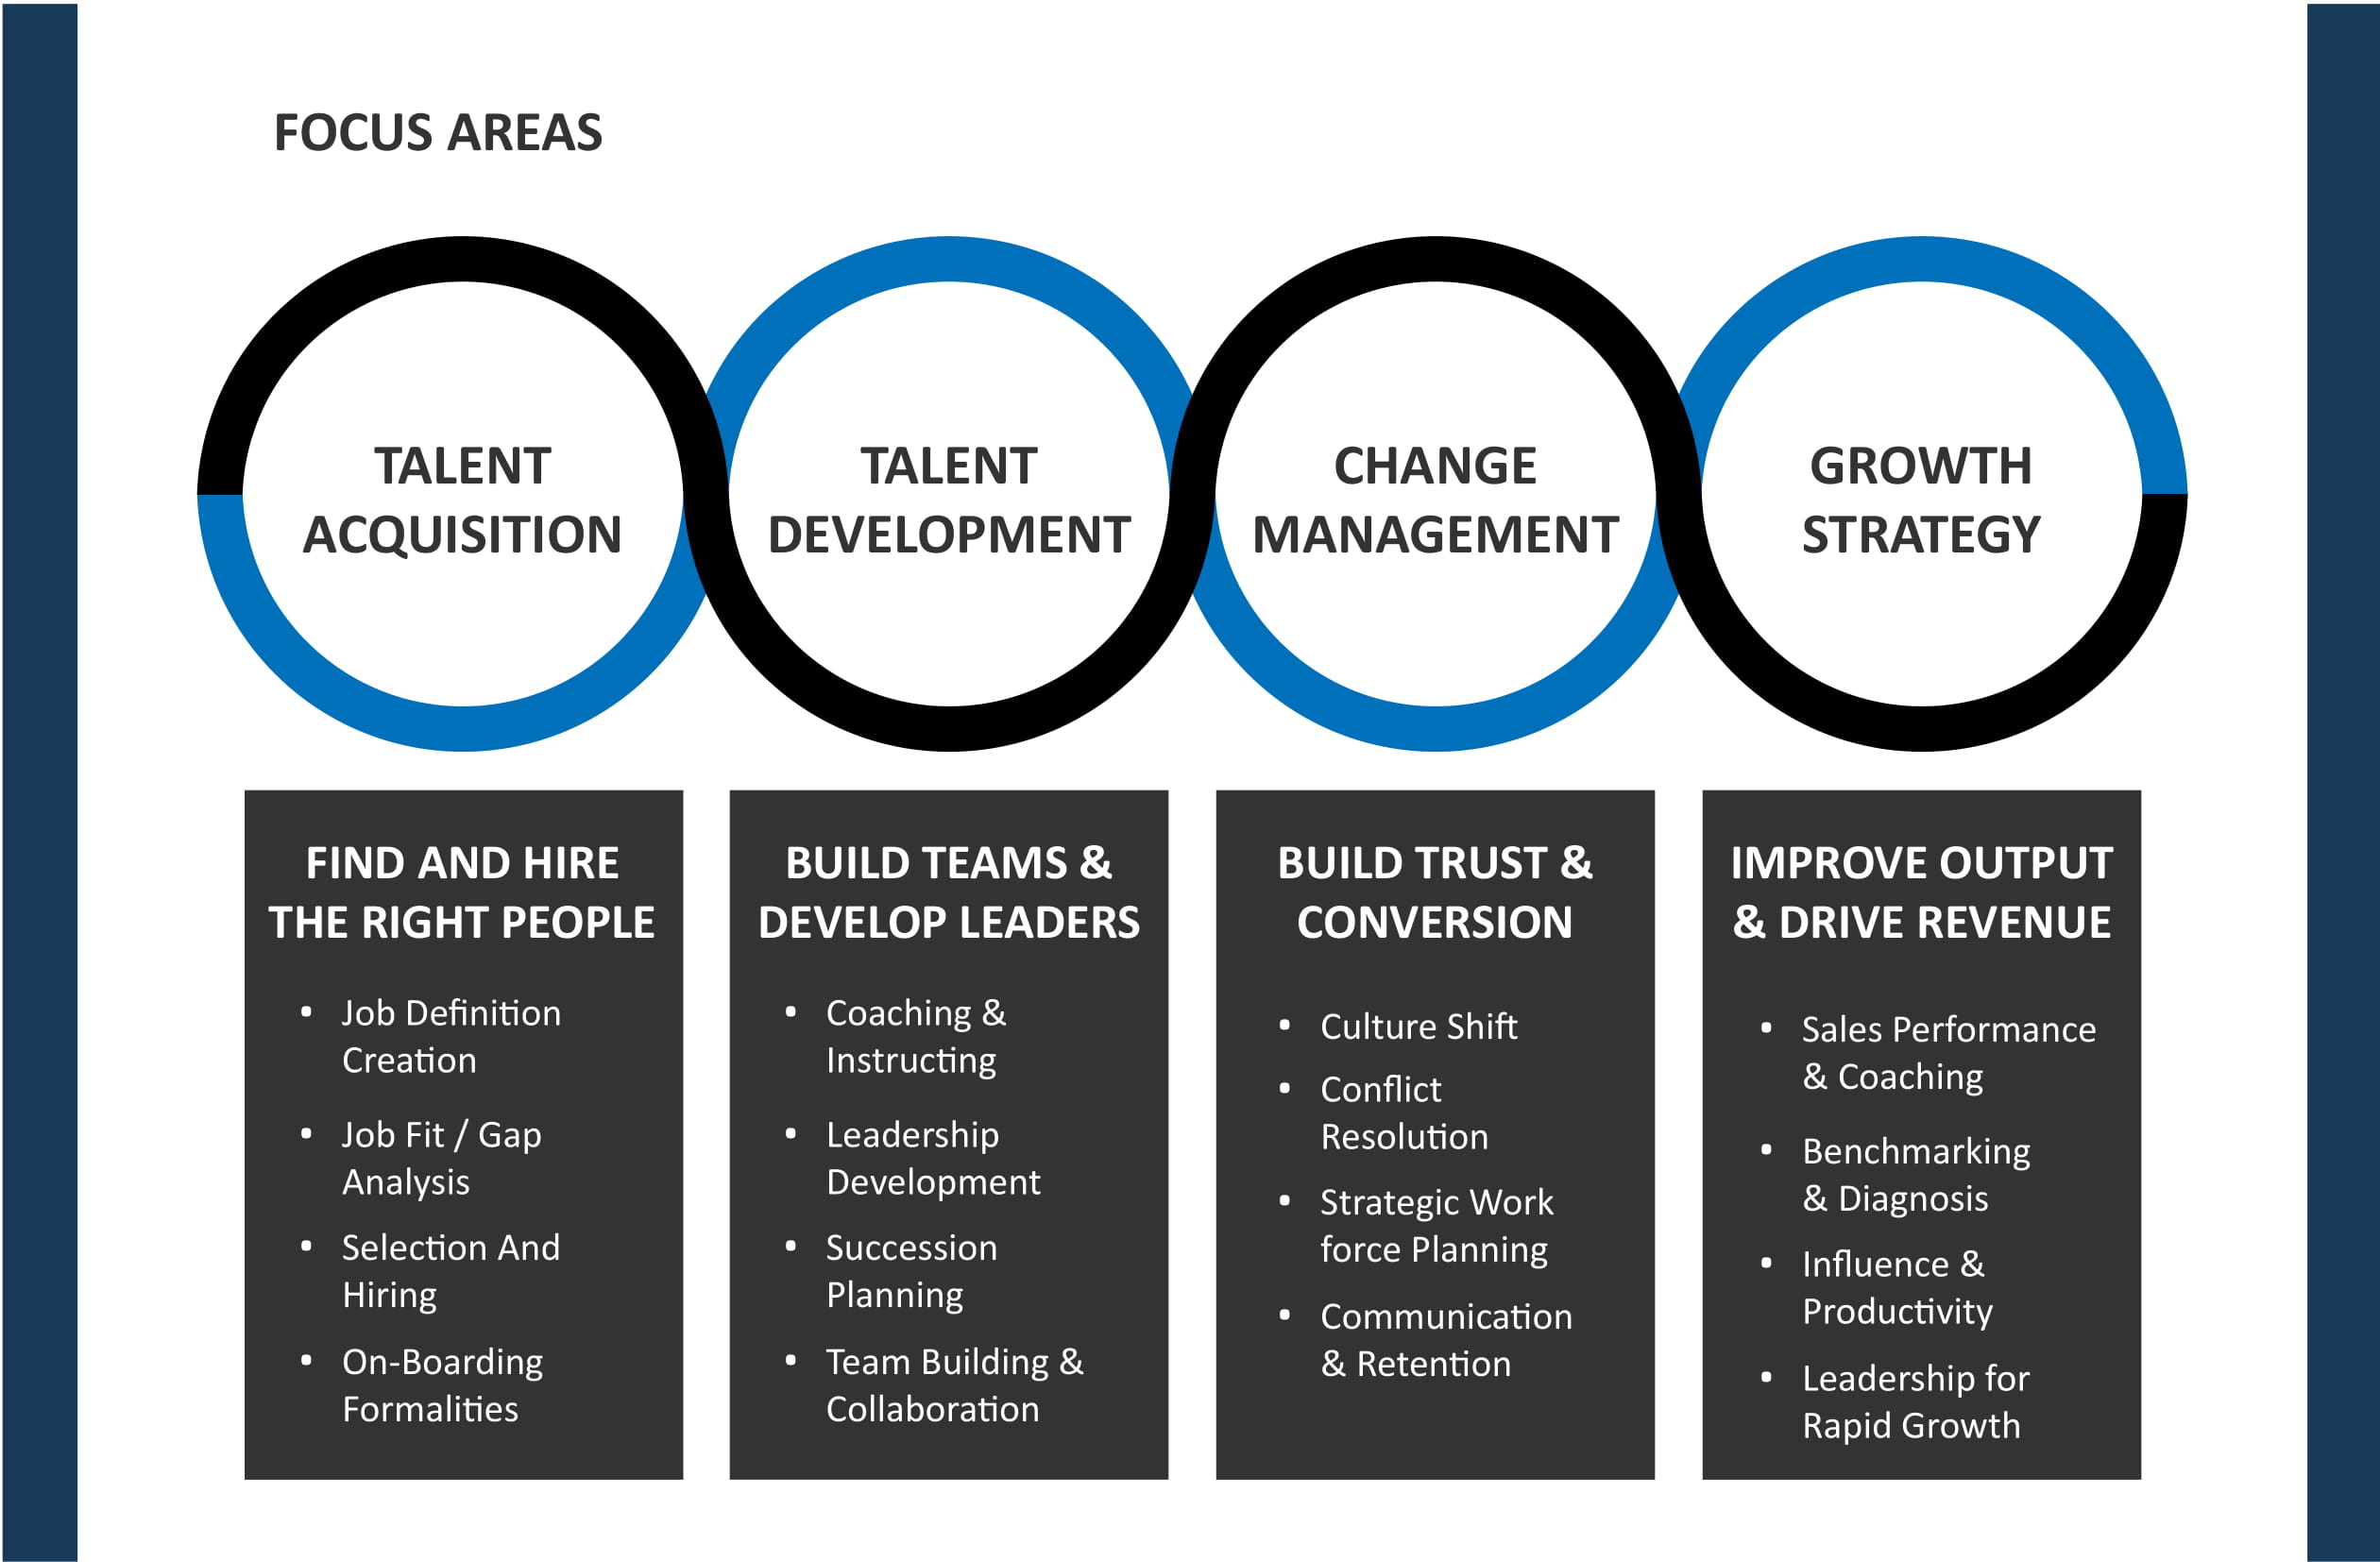 FOCUS AREAS
TALENT
ACQUISITION
TALENT
DEVELOPMENT
CHANGE
MANAGEMENT
GROWTH
STRATEGY
FIND AND HIRE
THE RIGHT PEOPLE
• Job Definition
Creation
• Job Fit / Gap
Analysis
• Selection And
Hiring
• On-Boarding
Formalities
BUILD TEAMS &
DEVELOP LEADERS
• Coaching &
Instructing
• Leadership
Development
• Succession
Planning
• Team Building &
Collaboration
BUILD TRUST &
CONVERSION
• Culture Shift
• Conflict
Resolution
• Strategic Work
force Planning
• Communication
& Retention
IMPROVE OUTPUT
& DRIVE REVENUE
• Sales Performance
& Coaching
• Benchmarking
& Diagnosis
• Influence &
Productivity
• Leadership for
Rapid Growth